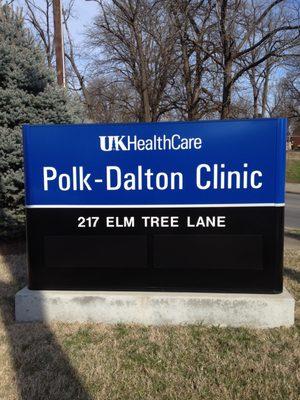 UKHealthCare
Polk-Dalton Clinic
217 ELM TREE LANE